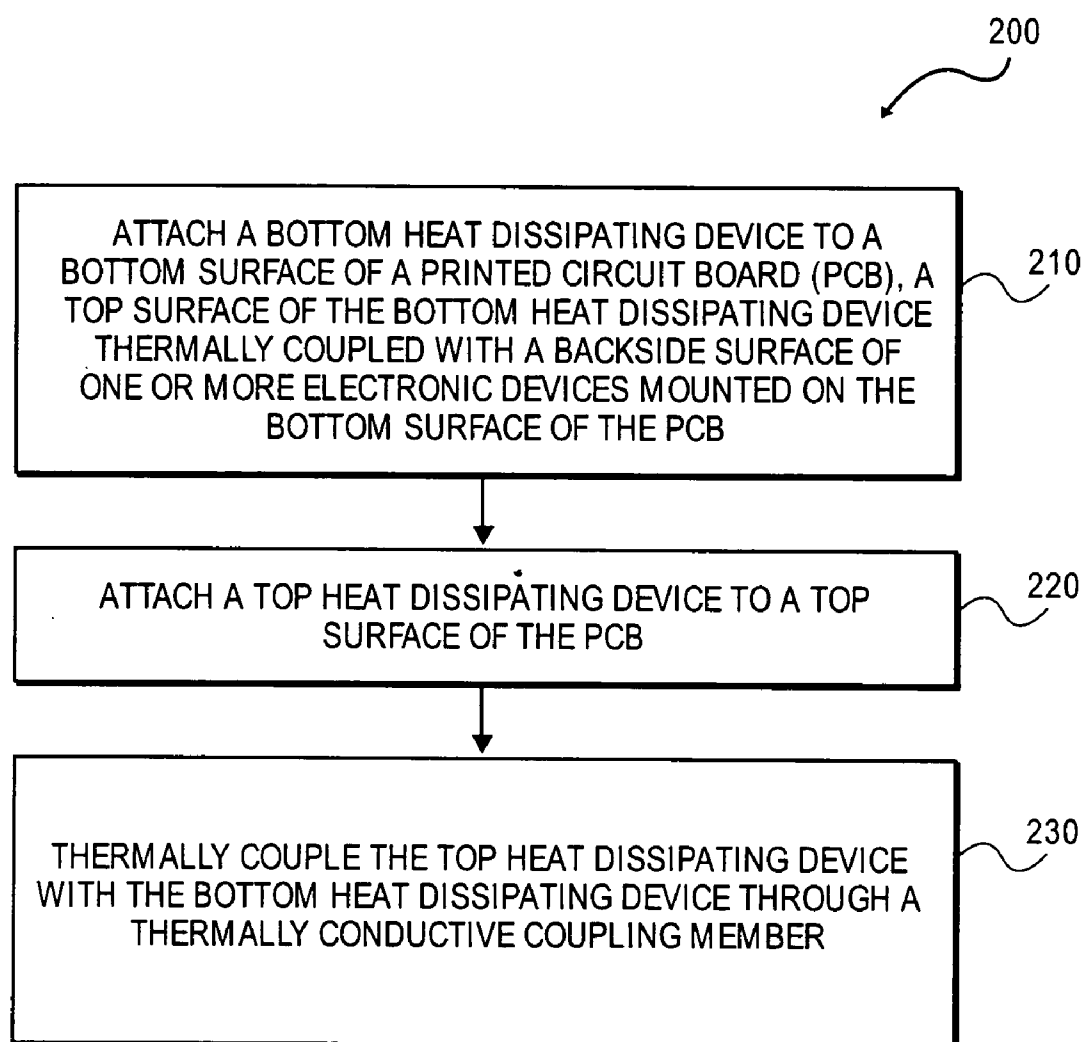 200
ATTACH A BOTTOM HEAT DISSIPATING DEVICE TO A
BOTTOM SURFACE OF A PRINTED CIRCUIT BOARD (PCB), A
TOP SURFACE OF THE BOTTOM HEAT DISSIPATING DEVICE
THERMALLY COUPLED WITH A BACKSIDE SURFACE OF
ONE OR MORE ELECTRONIC DEVICES MOUNTED ON THE
BOTTOM SURFACE OF THE PCB
210
ATTACH A TOP HEAT DISSIPATING DEVICE TO A TOP
SURFACE OF THE PCB
220
THERMALLY COUPLE THE TOP HEAT DISSIPATING DEVICE
WITH THE BOTTOM HEAT DISSIPATING DEVICE THROUGH A
THERMALLY CONDUCTIVE COUPLING MEMBER
230